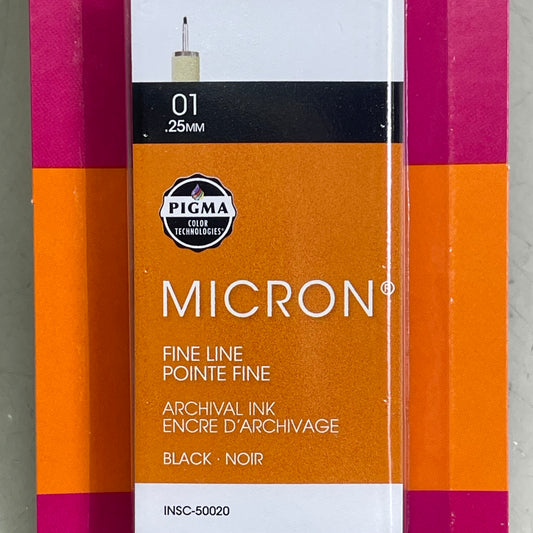 01
.25MM
PIGMA
COLOR
TECHNOLOGIES®
MICRON®
FINE LINE
POINTE FINE
ARCHIVAL INK
ENCRE D'ARCHIVAGE
BLACK · NOIR
INSC-50020